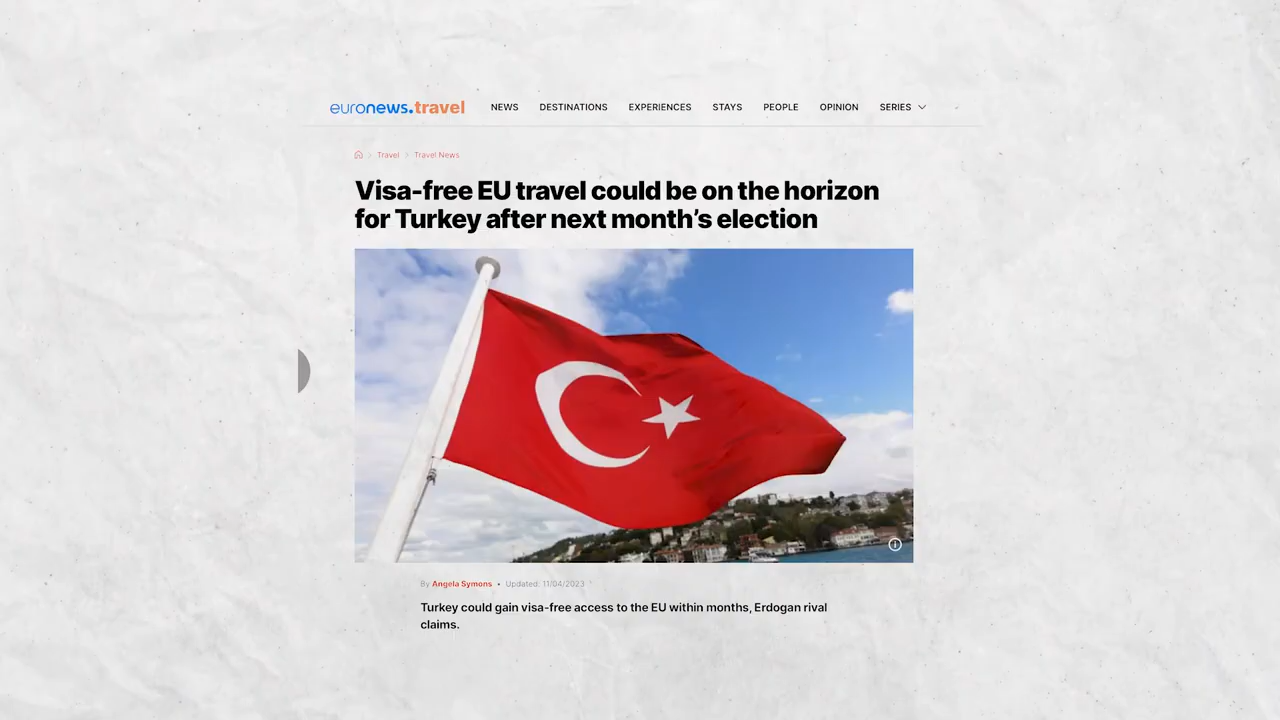 euronews.travel NEWS DESTINATIONS EXPERIENCES STAYS PEOPLE OPINION SERIES
Travel Travel News
Visa-free EU travel could be on the horizon
for Turkey after next month's election
By Angela Symons • Updated: 11/04/2023
Turkey could gain visa-free access to the EU within months, Erdogan rival
claims.